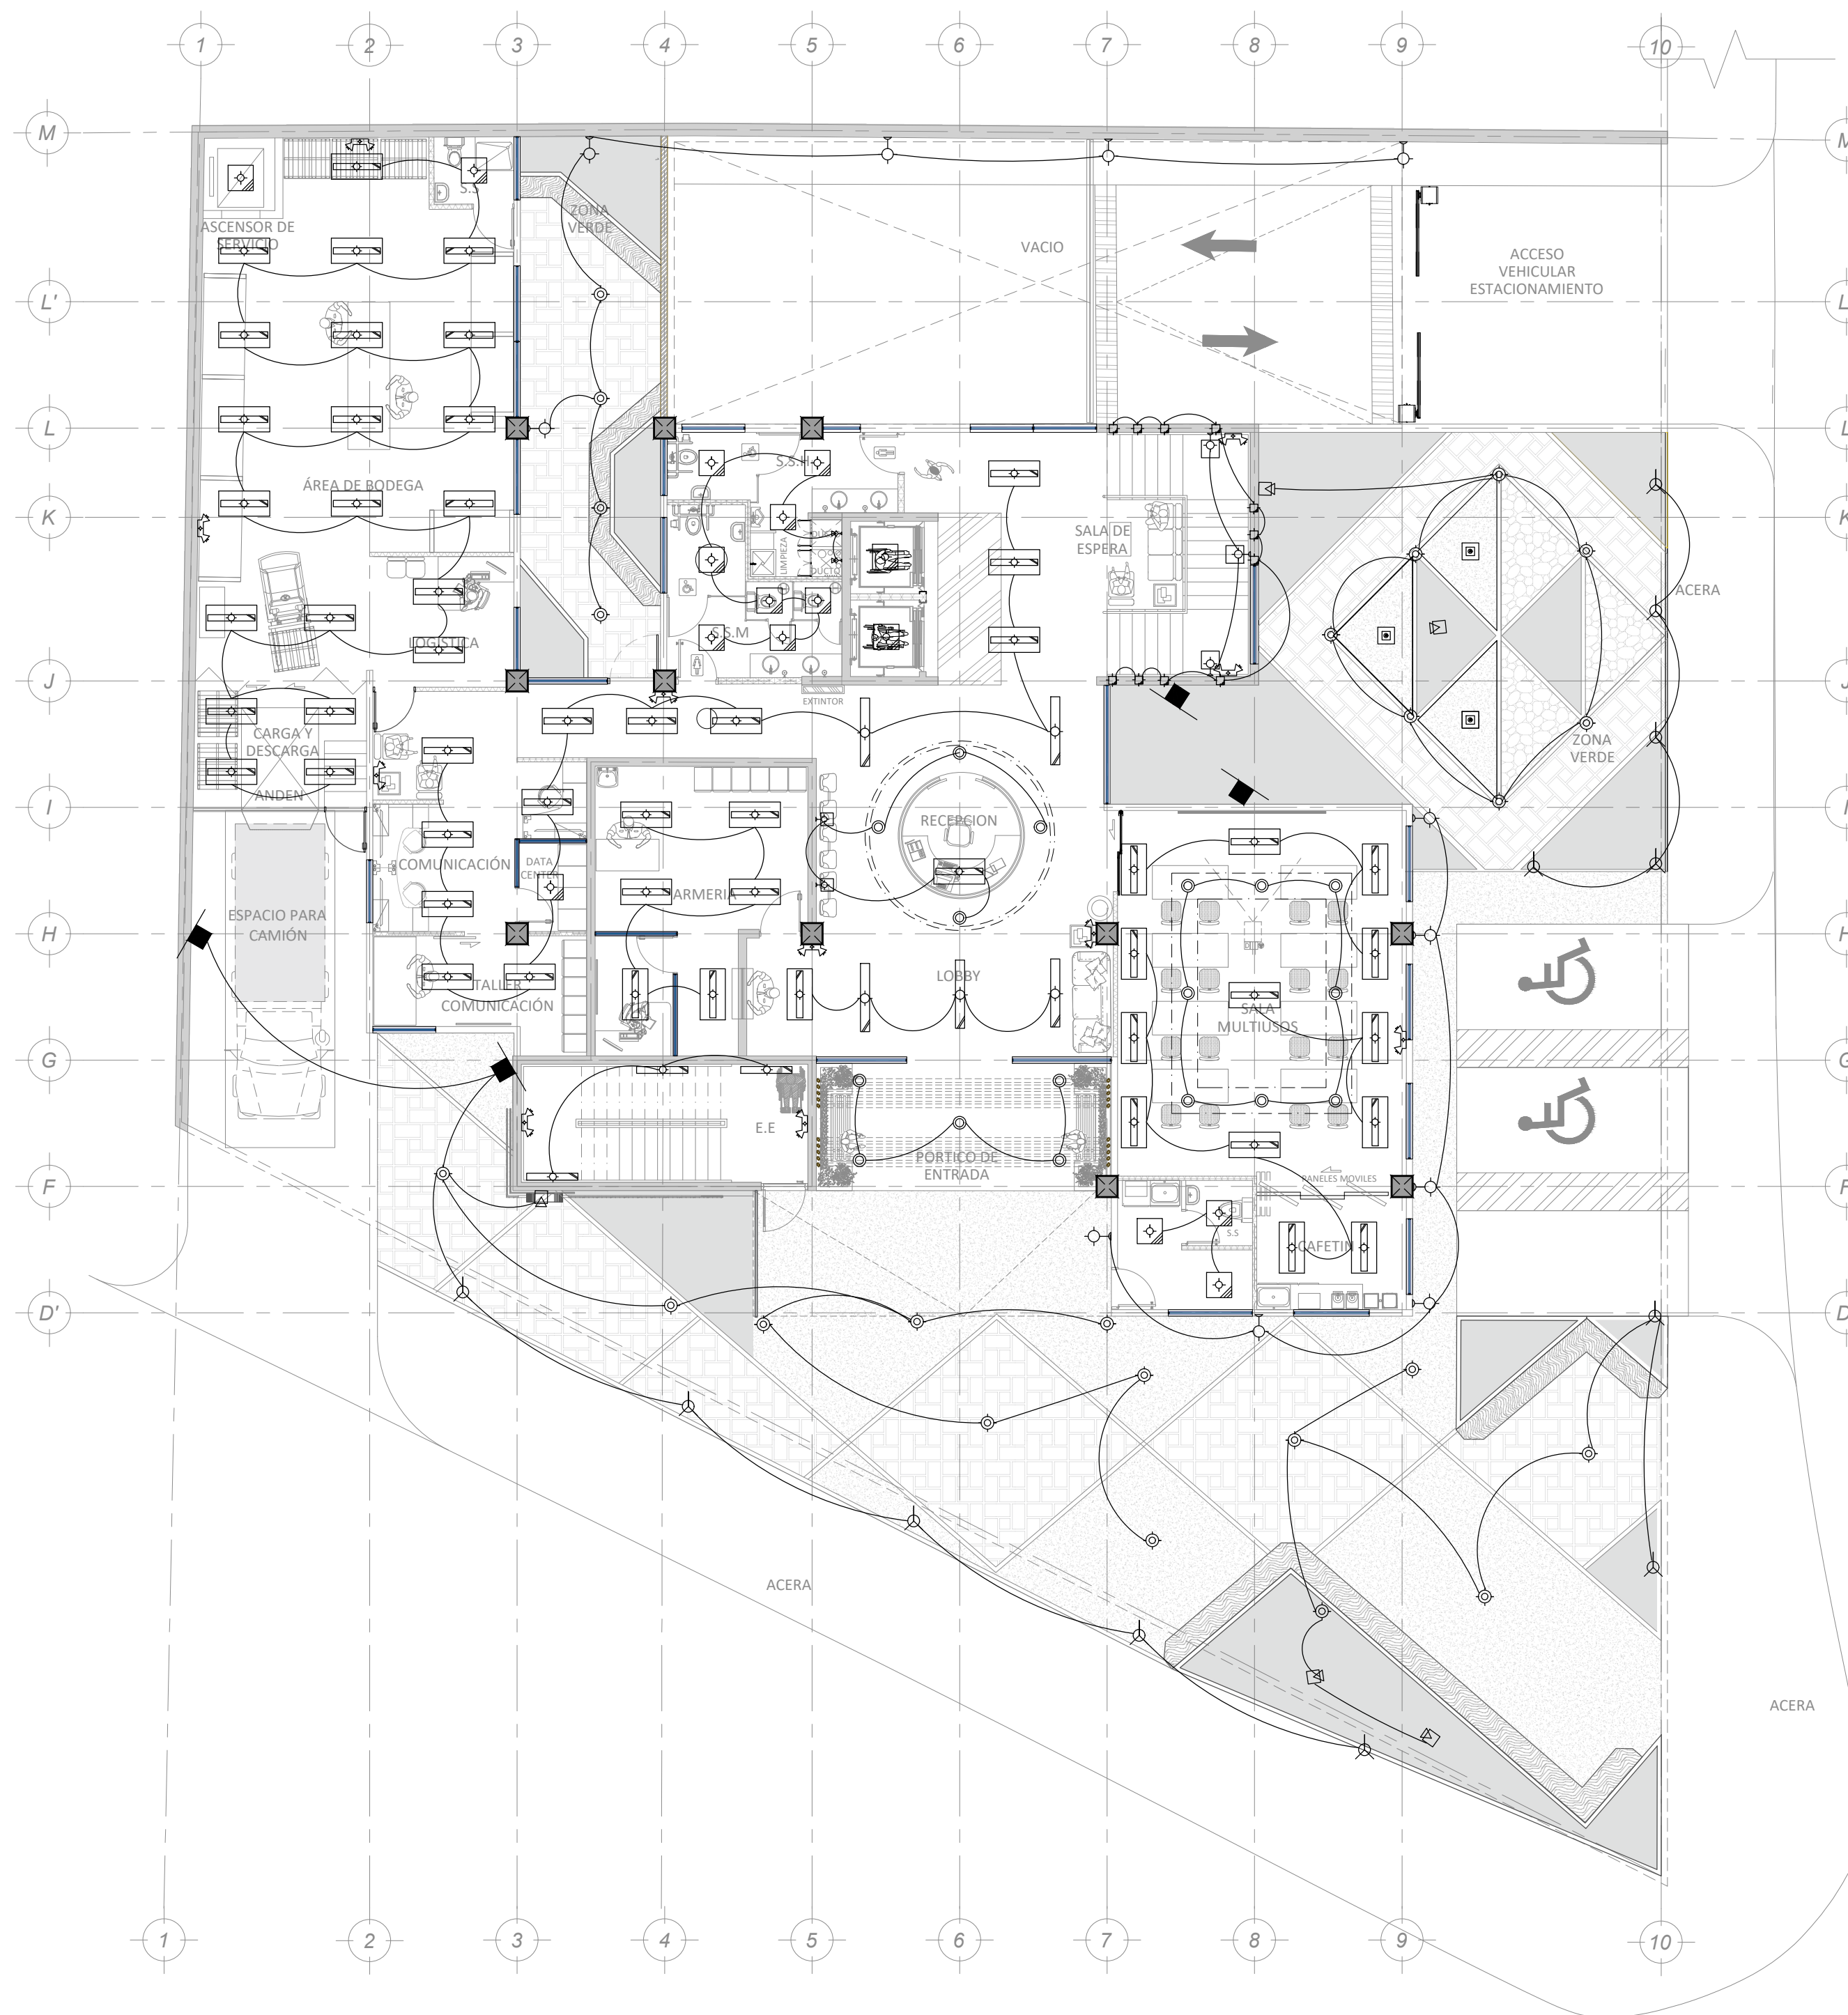 1 2 3 4 5 6 7 8 9 10
M
M
S.S
ASCENSOR DE
SERVICIO
ZONA
VERDE
VACIO
ACCESO
VEHICULAR
ESTACIONAMIENTO
L'
L
L
L
S.S.H
ÁREA DE BODEGA
K
K
SALA DE
ESPERA
LIMPIEZA
DUCTO
ACERA
S.S.M
LOGISTICA
J
J
EXTINTOR
CARGA Y
DESCARGA
ZONA
VERDE
ANDEN
I
I
RECEPCION
COMUNICACIÓN
DATA
CENTER
ARMERIA
ESPACIO PARA
CAMIÓN
H
H
LOBBY
TALLER
COMUNICACIÓN
SALA
MULTIUSOS
G
G
E.E
PORTICO DE
ENTRADA
PANELES MOVILES
F
F
S.S
CAFETIN
D'
D
ACERA
ACERA
1 2 3 4 5 6 7 8 9 10